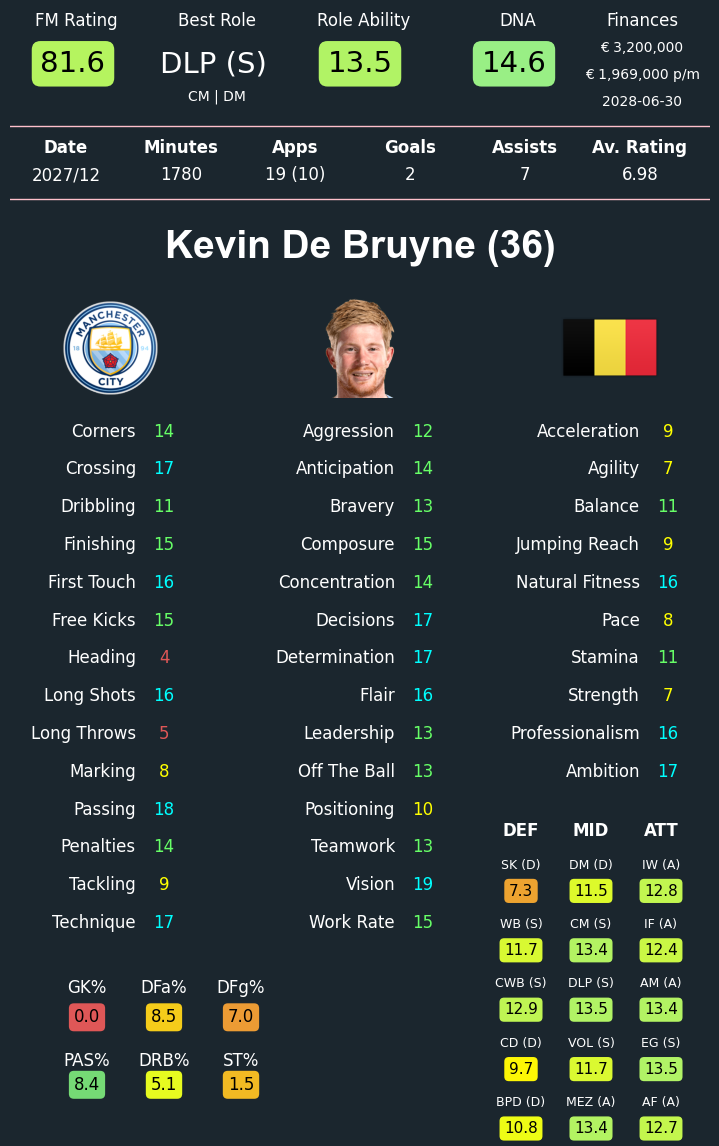 FM Rating Best Role Role Ability DNA Finances
81.6 DLP (S) 13.5 14.6 € 3,200,000
€ 1,969,000 p/m
CM | DM 2028-06-30
Date Minutes Apps Goals Assists Av. Rating
2027/12 1780 19 (10) 2 7 6.98
Kevin De Bruyne (36)
MANCHESTER
18 94
CITY
Corners 14 Aggression 12 Acceleration 9
Crossing 17 Anticipation 14 Agility 7
Dribbling 11 Bravery 13 Balance 11
Finishing 15 Composure 15 Jumping Reach 9
First Touch 16 Concentration 14 Natural Fitness 16
Free Kicks 15 Decisions 17 Pace 8
Heading 4 Determination 17 Stamina 11
Long Shots 16 Flair 16 Strength 7
Long Throws 5 Leadership 13 Professionalism 16
Marking 8 Off The Ball 13 Ambition 17
Passing 18 Positioning 10
Penalties 14 Teamwork 13
Tackling 9 Vision 19
Technique 17 Work Rate 15
DEF MID ATT
SK (D) DM (D) IW (A)
7.3 11.5 12.8
WB (S) CM (S) IF (A)
11.7 13.4 12.4
CWB (S) DLP (S) AM (A)
12.9 13.5 13.4
CD (D) VOL (S) EG (S)
9.7 11.7 13.5
BPD (D) MEZ (A) AF (A)
10.8 13.4 12.7
GK% DFa% DFg%
0.0 8.5 7.0
PAS% DRB% ST%
8.4 5.1 1.5